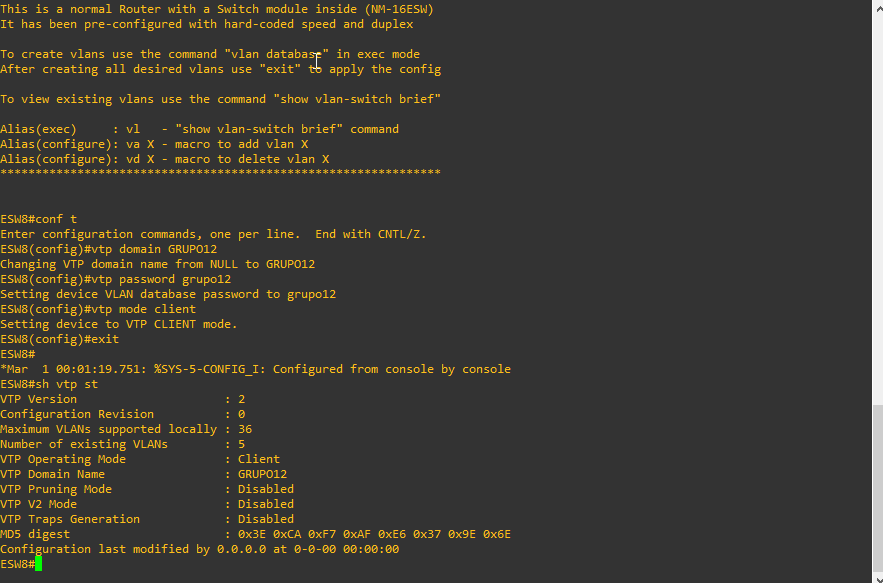 This is a normal Router with a Switch module inside (NM-16ESW)
It has been pre-configured with hard-coded speed and duplex
To create vlans use the command "vlan database" in exec mode
After creating all desired vlans use "exit" to apply the config
To view existing vlans use the command "show vlan-switch brief"
Alias(exec)     : vl   - "show vlan-switch brief" command
Alias(configure): va X - macro to add vlan X
Alias(configure): vd X - macro to delete vlan X
***************************************************************
ESW8#conf t
Enter configuration commands, one per line.  End with CNTL/Z.
ESW8(config)#vtp domain GRUPO12
Changing VTP domain name from NULL to GRUPO12
ESW8(config)#vtp password grupo12
Setting device VLAN database password to grupo12
ESW8(config)#vtp mode client
Setting device to VTP CLIENT mode.
ESW8(config)#exit
ESW8#
*Mar  1 00:01:19.751: %SYS-5-CONFIG_I: Configured from console by console
ESW8#sh vtp st
VTP Version                     : 2
Configuration Revision          : 0
Maximum VLANs supported locally : 36
Number of existing VLANs        : 5
VTP Operating Mode              : Client
VTP Domain Name                 : GRUPO12
VTP Pruning Mode                : Disabled
VTP V2 Mode                     : Disabled
VTP Traps Generation            : Disabled
MD5 digest                      : 0x3E 0xCA 0xF7 0xAF 0xE6 0x37 0x9E 0x6E
Configuration last modified by 0.0.0.0 at 0-0-00 00:00:00
ESW8#